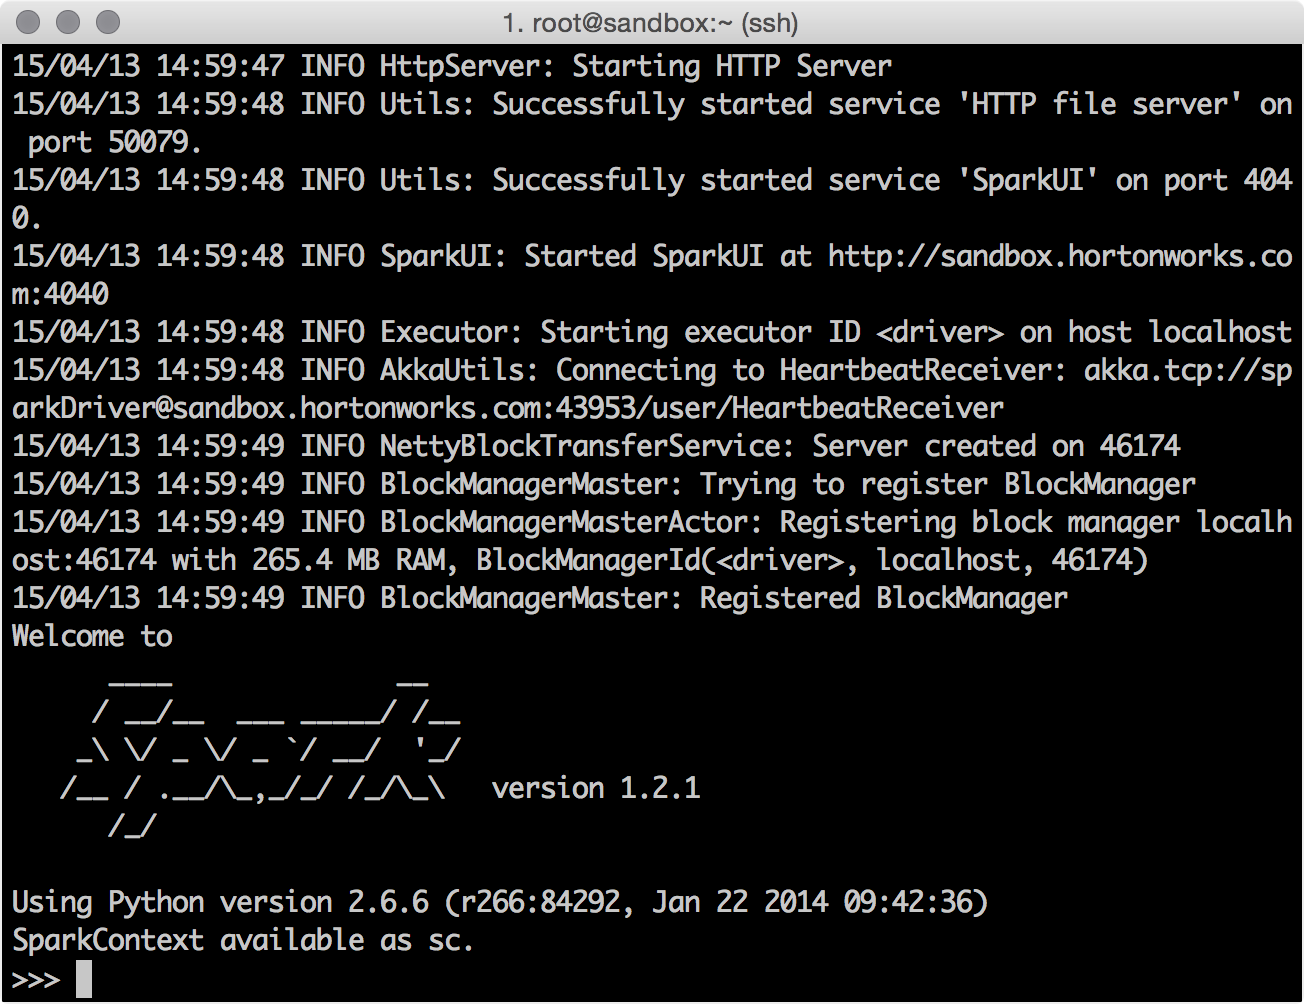 1. root@sandbox:~ (ssh)
15/04/13 14:59:47 INFO HttpServer: Starting HTTP Server
15/04/13 14:59:48 INFO Utils: Successfully started service 'HTTP file server' on
 port 50079.
15/04/13 14:59:48 INFO Utils: Successfully started service 'SparkUI' on port 404
0.
15/04/13 14:59:48 INFO SparkUI: Started SparkUI at http://sandbox.hortonworks.co
m:4040
15/04/13 14:59:48 INFO Executor: Starting executor ID <driver> on host localhost
15/04/13 14:59:48 INFO AkkaUtils: Connecting to HeartbeatReceiver: akka.tcp://sp
arkDriver@sandbox.hortonworks.com:43953/user/HeartbeatReceiver
15/04/13 14:59:49 INFO NettyBlockTransferService: Server created on 46174
15/04/13 14:59:49 INFO BlockManagerMaster: Trying to register BlockManager
15/04/13 14:59:49 INFO BlockManagerMasterActor: Registering block manager localh
ost:46174 with 265.4 MB RAM, BlockManagerId(<driver>, localhost, 46174)
15/04/13 14:59:49 INFO BlockManagerMaster: Registered BlockManager
Welcome to
      ____              __
     / __/__  ___ _____/ /__
    _\ \/ _ \/ _ `/ __/  '_/
   /__ / .__/\_,_/_/ /_/\_\   version 1.2.1
      /_/
Using Python version 2.6.6 (r266:84292, Jan 22 2014 09:42:36)
SparkContext available as sc.
>>>